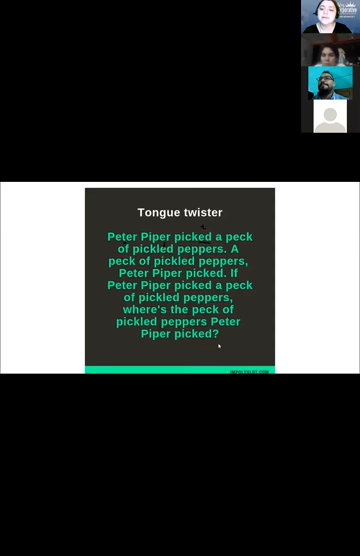 Tongue twister
Peter Piper picked a peck
of pickled peppers. A
peck of pickled peppers,
Peter Piper picked. If
Peter Piper picked a peck
of pickled peppers,
where's the peck of
pickled peppers Peter
Piper picked?